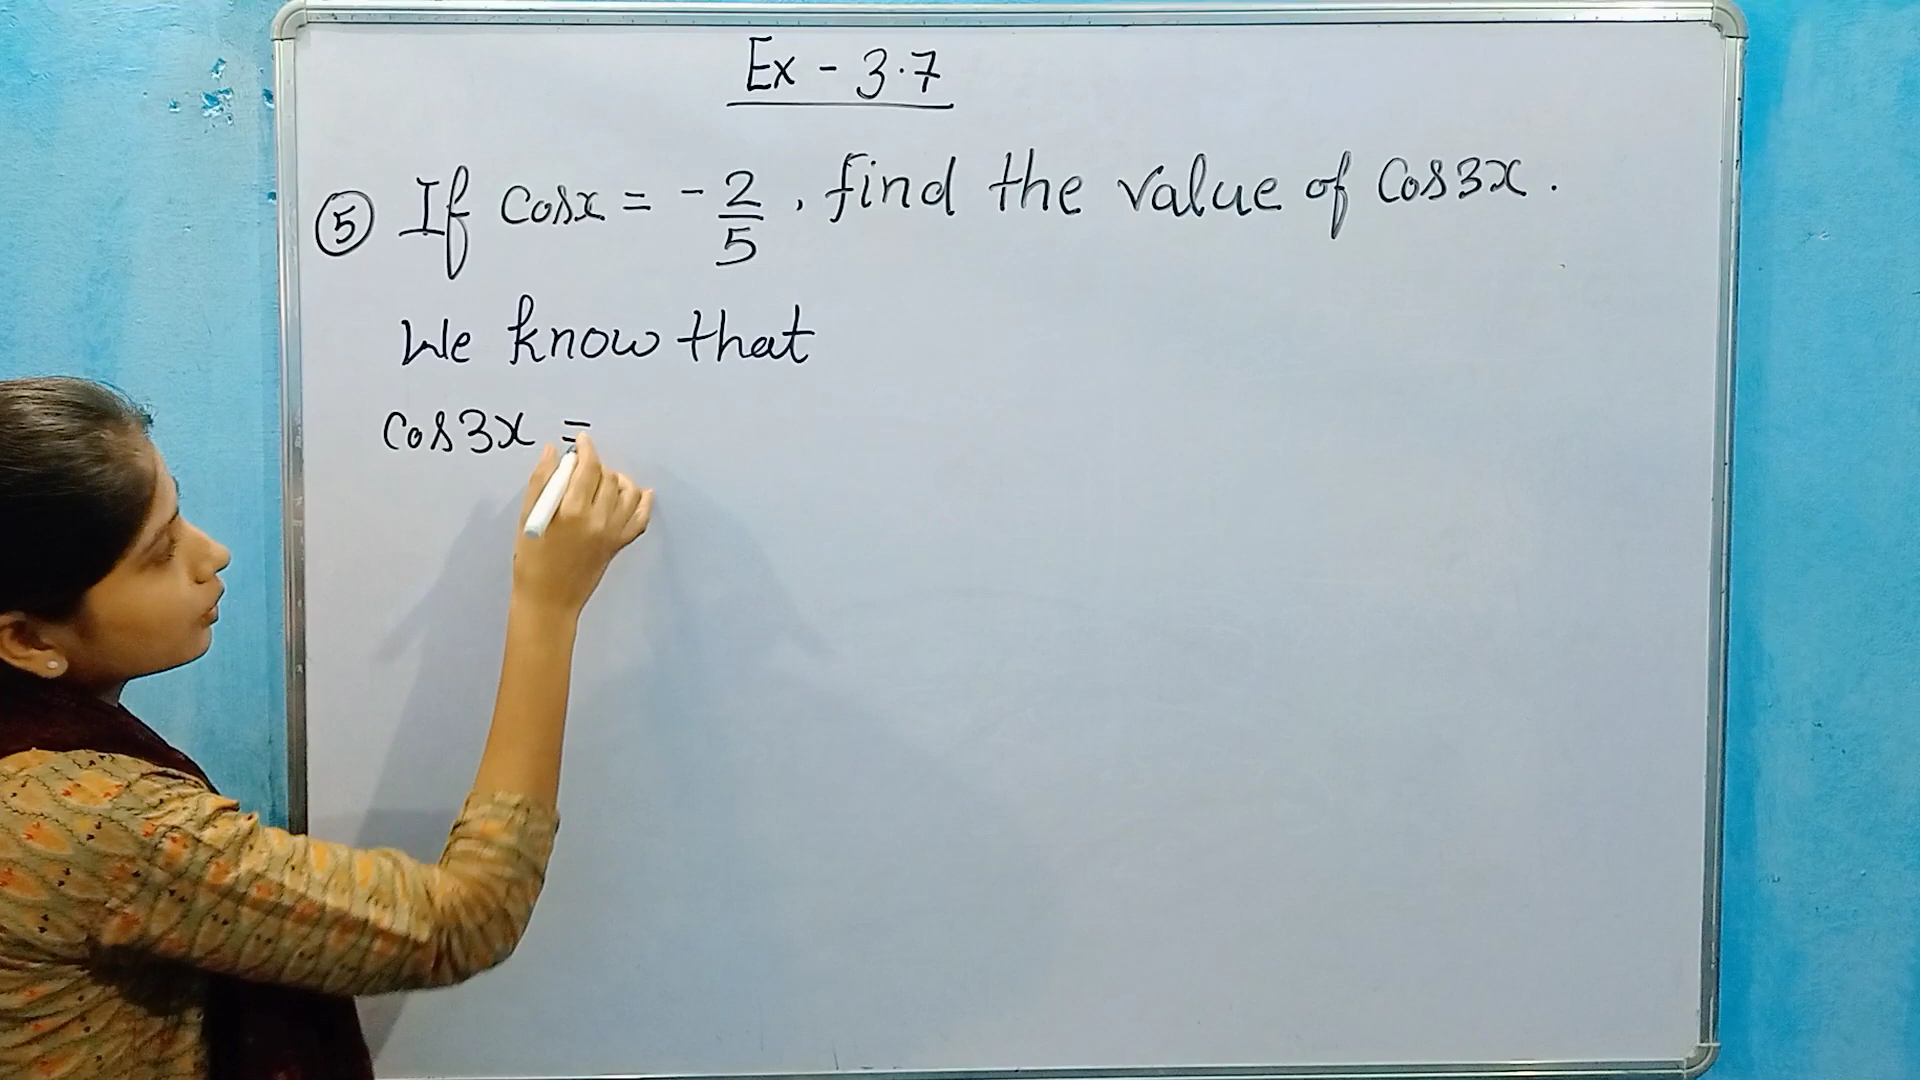 Ex - 3.7
⑤ If cosx = -2/5, find the value of Cos3x.
We know that
Cos3x =